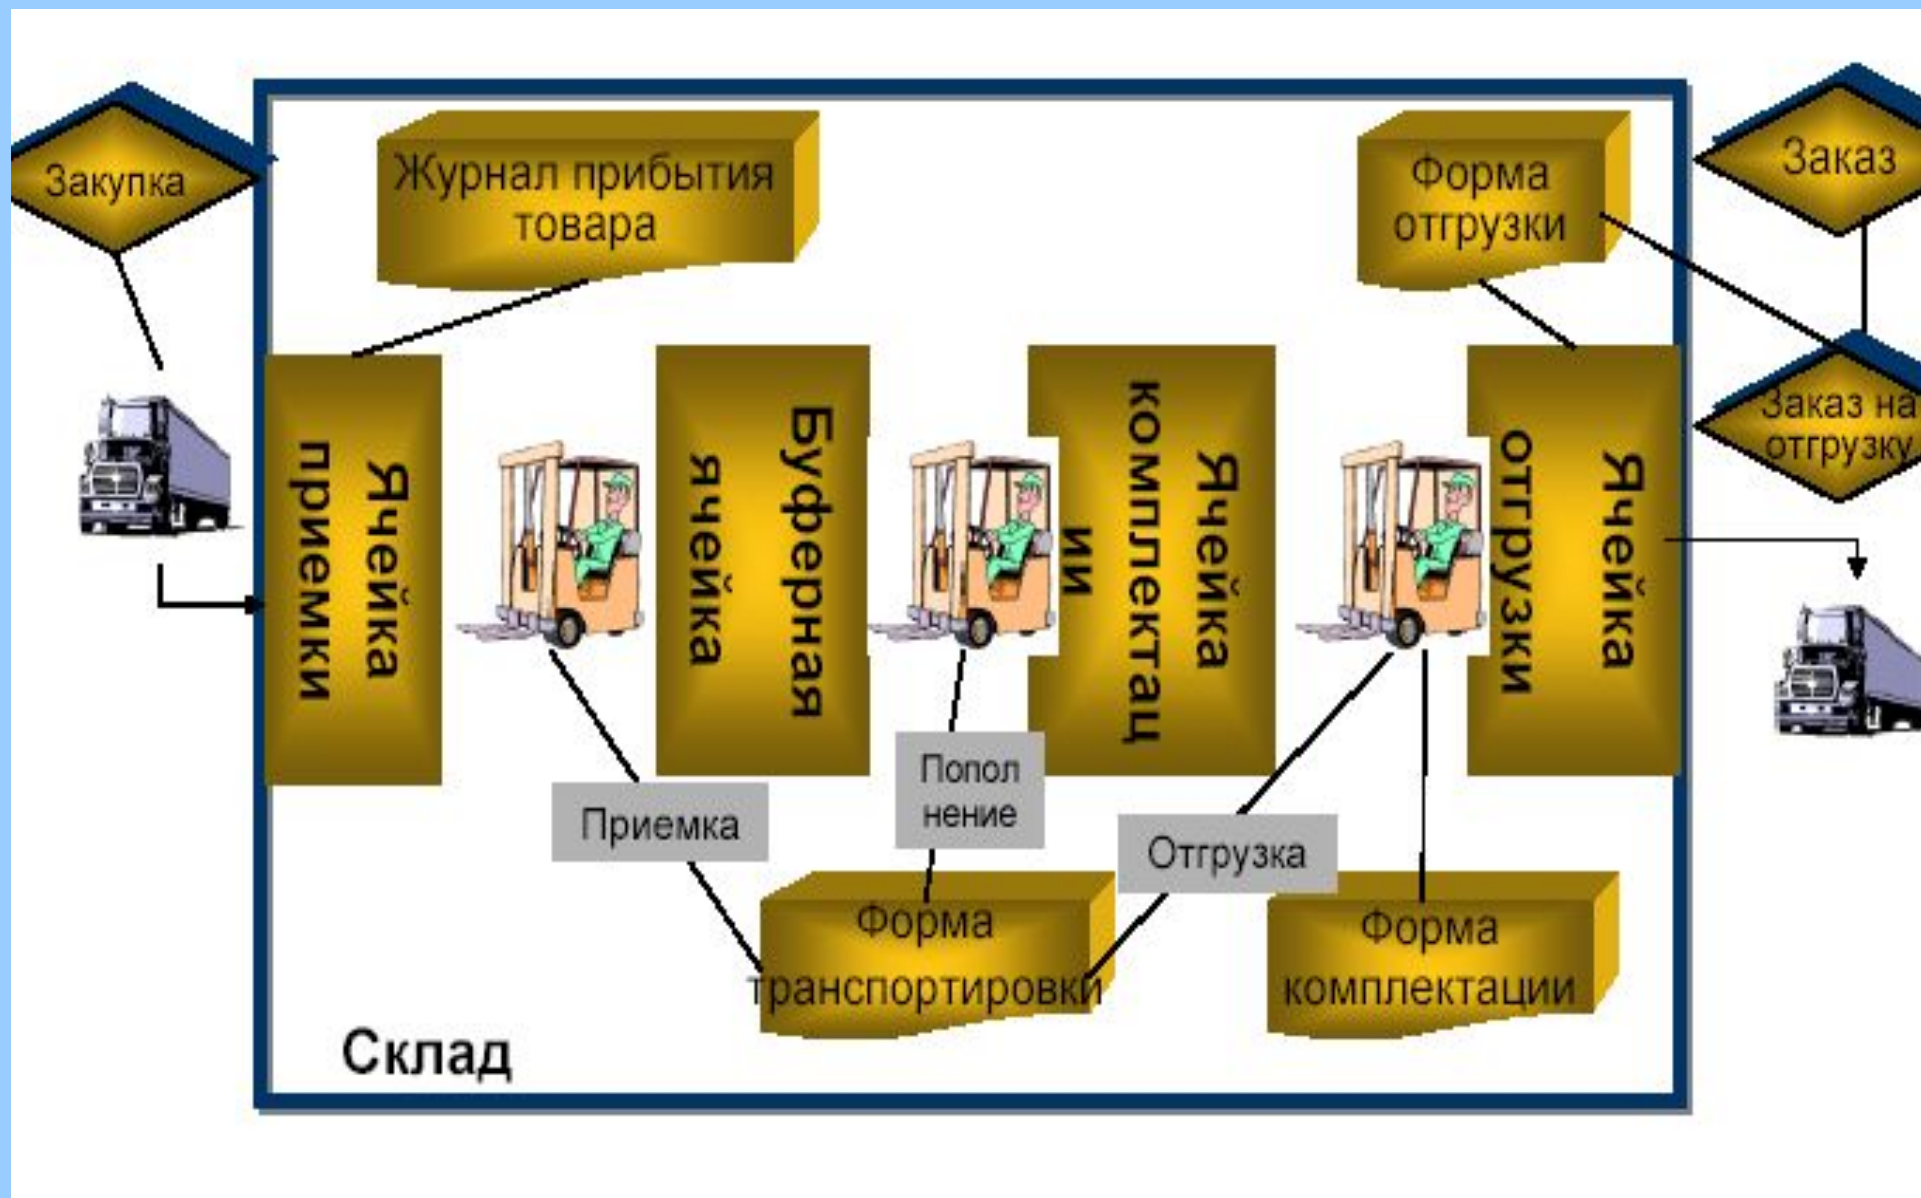 Закупка
Журнал прибытия
товара
Форма
отгрузки
Заказ
Заказ на
отгрузку
Ячейка
приемки
Буферная
ячейка
Ячейка
комплектац
ии
Ячейка
отгрузки
Приемка
Попол
нение
Отгрузка
Форма
транспортировки
Форма
комплектации
Склад